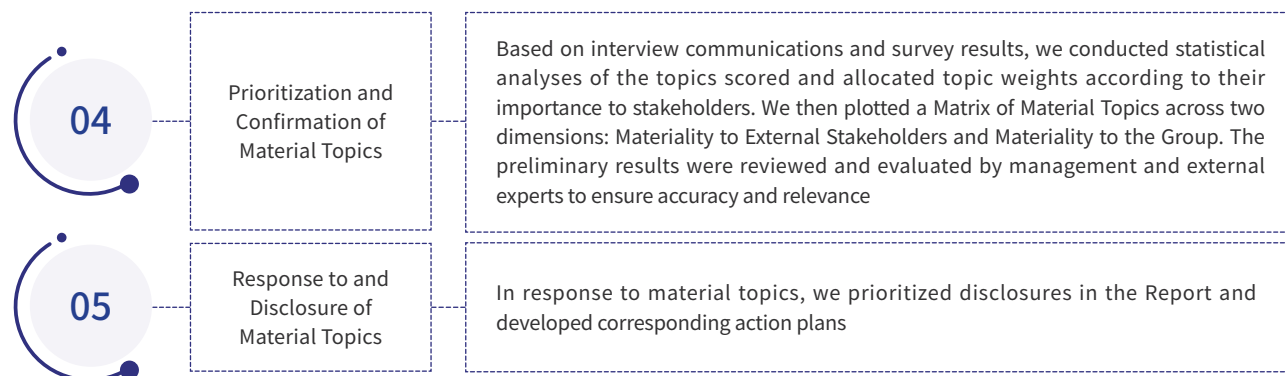 04
Prioritization and
Confirmation of
Material Topics
Based on interview communications and survey results, we conducted statistical
analyses of the topics scored and allocated topic weights according to their
importance to stakeholders. We then plotted a Matrix of Material Topics across two
dimensions: Materiality to External Stakeholders and Materiality to the Group. The
preliminary results were reviewed and evaluated by management and external
experts to ensure accuracy and relevance
05
Response to and
Disclosure of
Material Topics
In response to material topics, we prioritized disclosures in the Report and
developed corresponding action plans